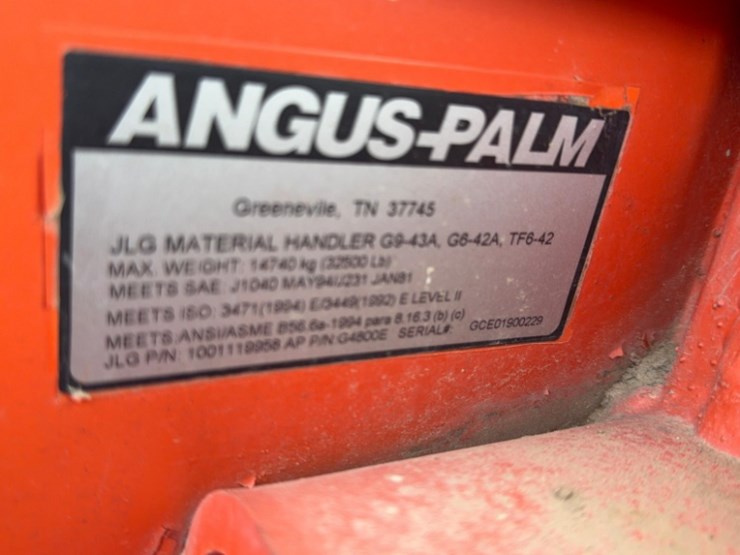 ANGUS-PALM
Greenevile, TN 37745
JLG MATERIAL HANDLER G9-43A, G6-42A, TF6-42
MAX. WEIGHT: 14740 kg (32500 Lb)
MEETS SAE: J1040 MAY94/J231 JAN81
MEETS ISO: 3471(1994) E/3449(1992) E LEVEL II
MEETS ANSI/ASME B56.6a-1994 para 8.16.3 (b) (c)
JLG P/N: 1001119958 AP P/N:G4800E SERIAL#: GCE01900229